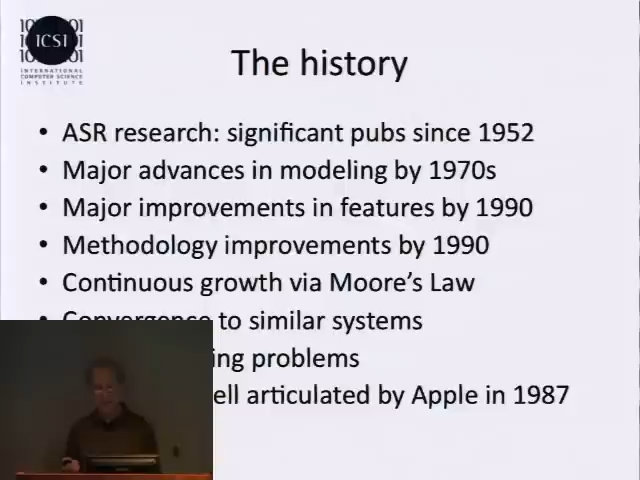 ICSI
INTERNATIONAL
COMPUTER SCIENCE
INSTITUTE
The history
• ASR research: significant pubs since 1952
• Major advances in modeling by 1970s
• Major improvements in features by 1990
• Methodology improvements by 1990
• Continuous growth via Moore's Law
• Convergence to similar systems
ing problems
ell articulated by Apple in 1987